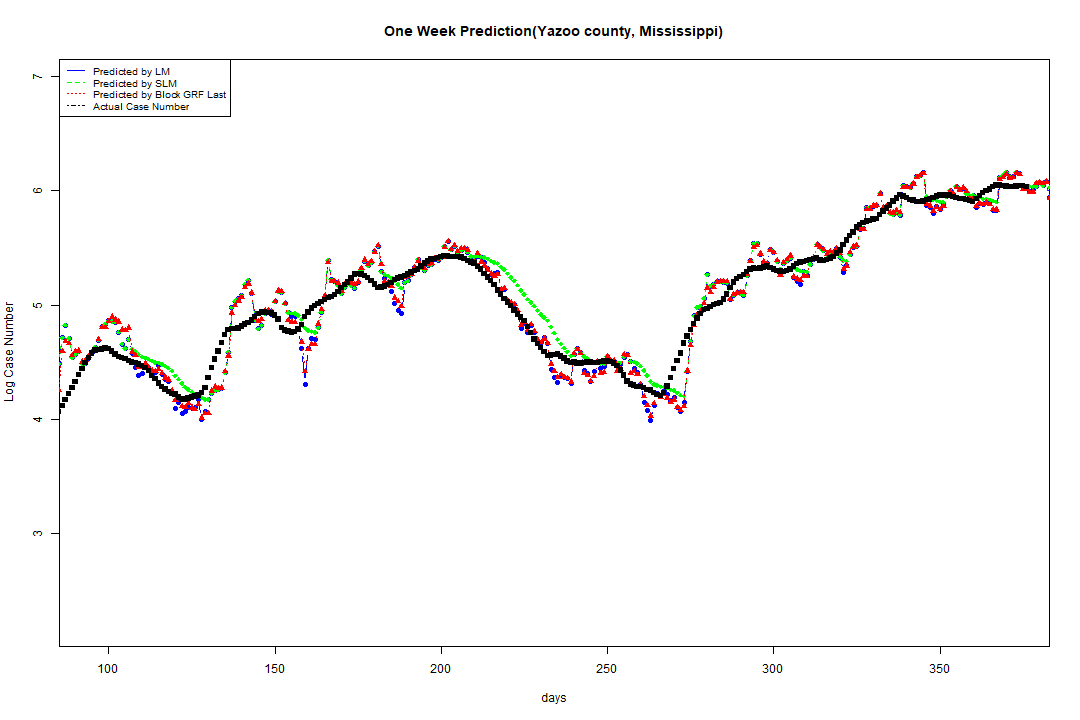 One Week Prediction(Yazoo county, Mississippi)
Predicted by LM
Predicted by SLM
Predicted by Block GRF Last
Actual Case Number
7
6
5
4
3
Log Case Number
100 150 200 250 300 350
days